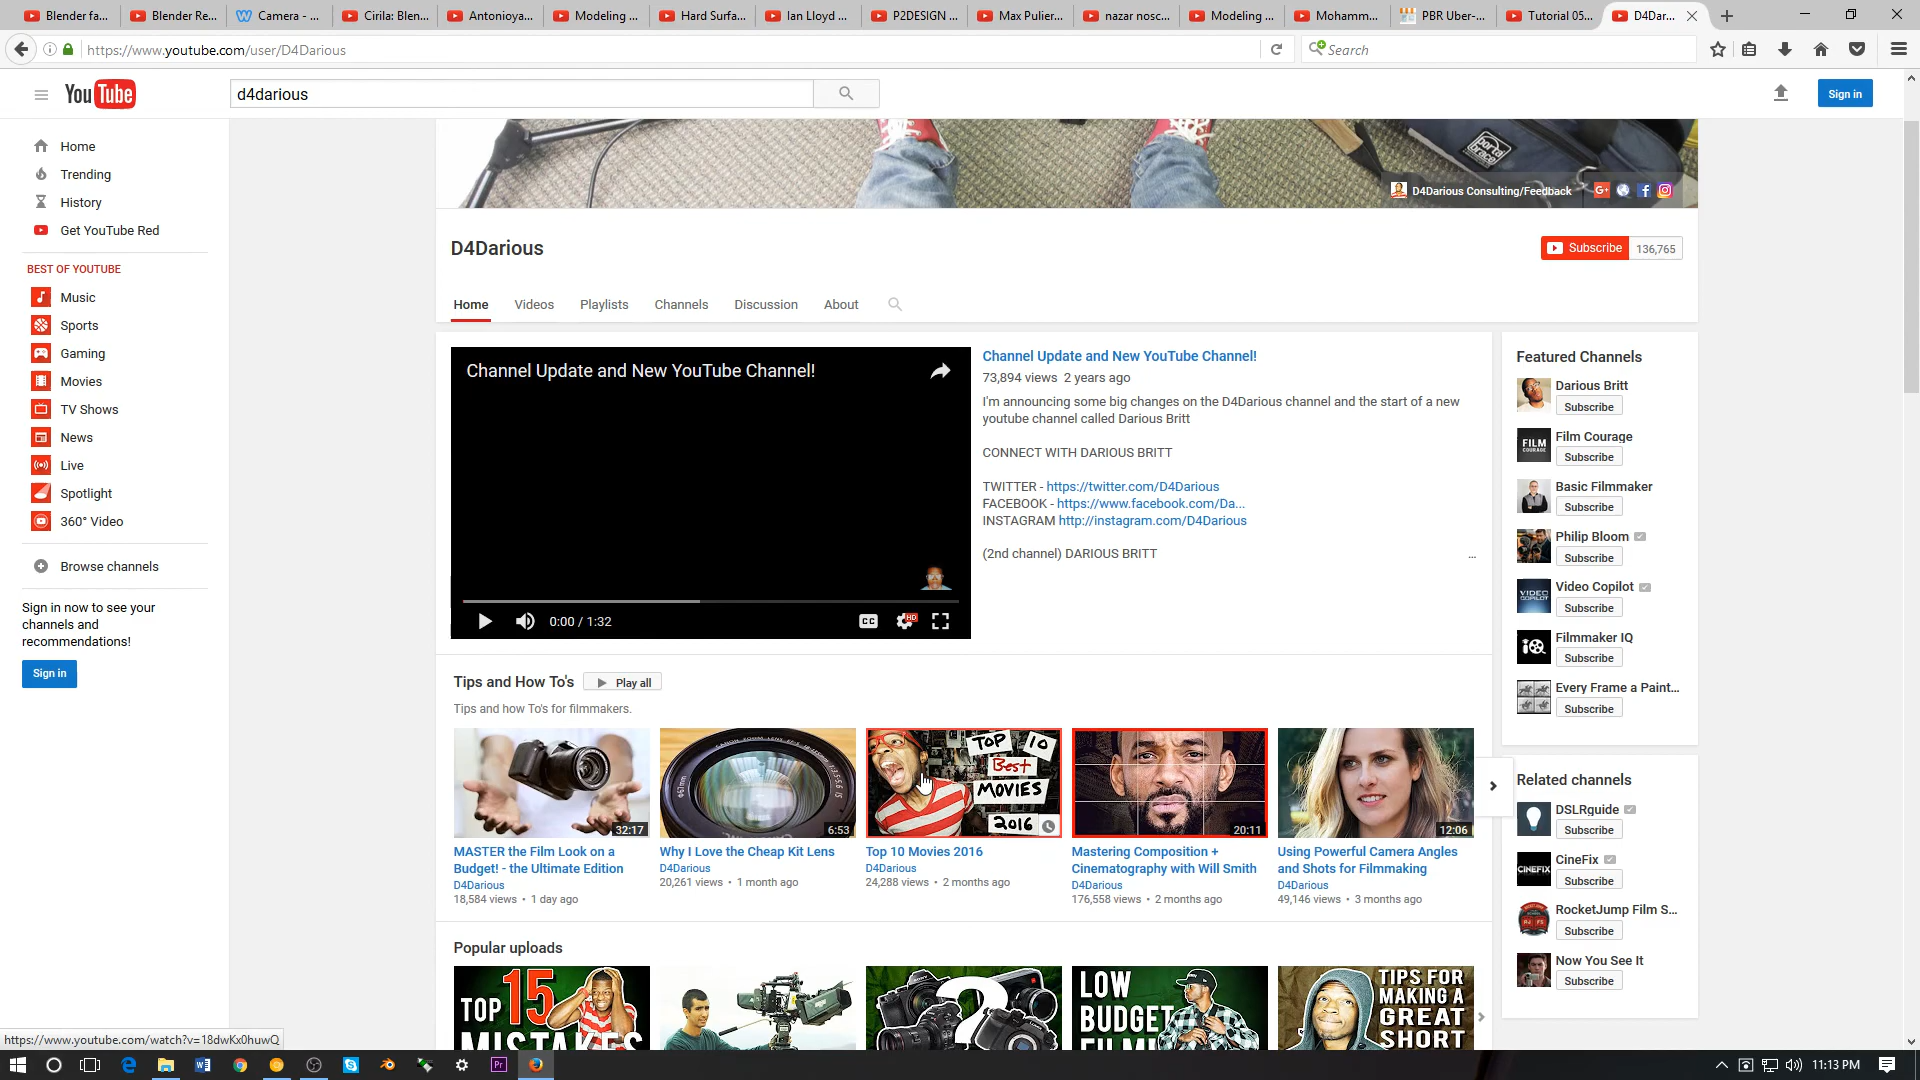 Blender fa...
Blender Re...
Camera - ...
Cirila: Blen...
Antonioya...
Modeling ...
Hard Surfa...
Ian Lloyd ...
P2DESIGN ...
Max Pulier...
nazar nosc...
Modeling ...
Mohamm...
PBR Uber-...
Tutorial 05...
D4Dar...
https://www.youtube.com/user/D4Darious
Search
YouTube
d4darious
Sign in
Home
Trending
History
Get YouTube Red
BEST OF YOUTUBE
Music
Sports
Gaming
Movies
TV Shows
News
Live
Spotlight
360° Video
Browse channels
Sign in now to see your
channels and
recommendations!
Sign in
porta
brace
D4Darious Consulting/Feedback
D4Darious
Subscribe 136,765
Home Videos Playlists Channels Discussion About
Channel Update and New YouTube Channel!
0:00 / 1:32
CC
HD
Channel Update and New YouTube Channel!
73,894 views 2 years ago
I'm announcing some big changes on the D4Darious channel and the start of a new
youtube channel called Darious Britt
CONNECT WITH DARIOUS BRITT
TWITTER - https://twitter.com/D4Darious
FACEBOOK - https://www.facebook.com/Da...
INSTAGRAM http://instagram.com/D4Darious
(2nd channel) DARIOUS BRITT
...
Tips and How To's
Play all
Tips and how To's for filmmakers.
32:17
MASTER the Film Look on a
Budget! - the Ultimate Edition
D4Darious
18,584 views • 1 day ago
6:53
Why I Love the Cheap Kit Lens
D4Darious
20,261 views • 1 month ago
TOP 10
Best
MOVIES
2016
Top 10 Movies 2016
D4Darious
24,288 views • 2 months ago
20:11
Mastering Composition +
Cinematography with Will Smith
D4Darious
176,558 views • 2 months ago
12:06
Using Powerful Camera Angles
and Shots for Filmmaking
D4Darious
49,146 views • 3 months ago
Popular uploads
TOP 15
MISTAKES
?
LOW
BUDGET
FILM
TIPS FOR
MAKING A
GREAT
SHORT
Featured Channels
Darious Britt
Subscribe
FILM
COURAGE
Film Courage
Subscribe
Basic Filmmaker
Subscribe
Philip Bloom
Subscribe
VIDEO
COPILOT
Video Copilot
Subscribe
iQ
Filmmaker IQ
Subscribe
Every Frame a Paint...
Subscribe
Related channels
DSLRguide
Subscribe
CINEFIX
CineFix
Subscribe
RocketJump Film S...
Subscribe
Now You See It
Subscribe
https://www.youtube.com/watch?v=18dwKx0huwQ
Pr
11:13 PM